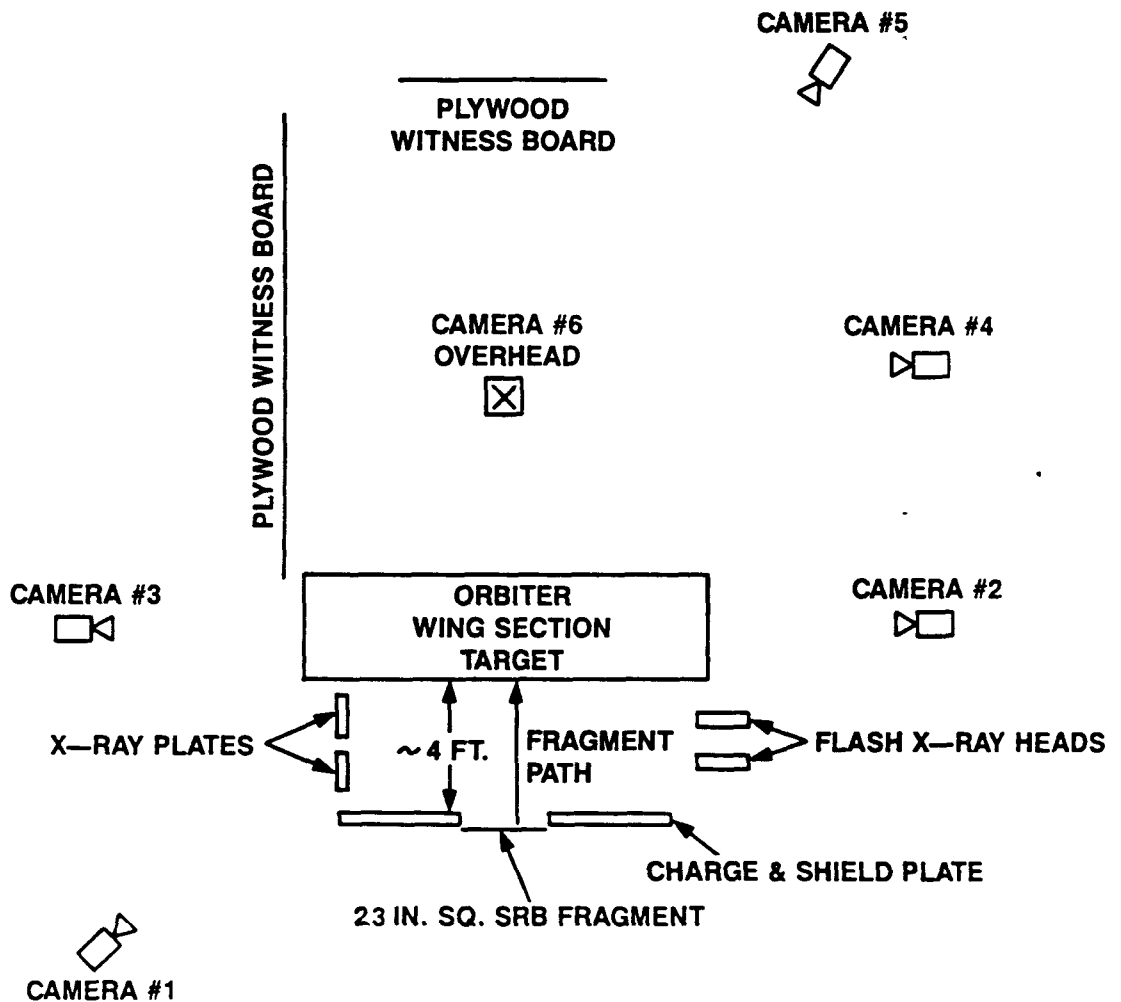 CAMERA #5
PLYWOOD
WITNESS BOARD
PLYWOOD WITNESS BOARD
CAMERA #6
OVERHEAD
CAMERA #4
CAMERA #3
ORBITER
WING SECTION
TARGET
CAMERA #2
X—RAY PLATES
~4 FT.
FRAGMENT
PATH
FLASH X—RAY HEADS
CHARGE & SHIELD PLATE
23 IN. SQ. SRB FRAGMENT
CAMERA #1